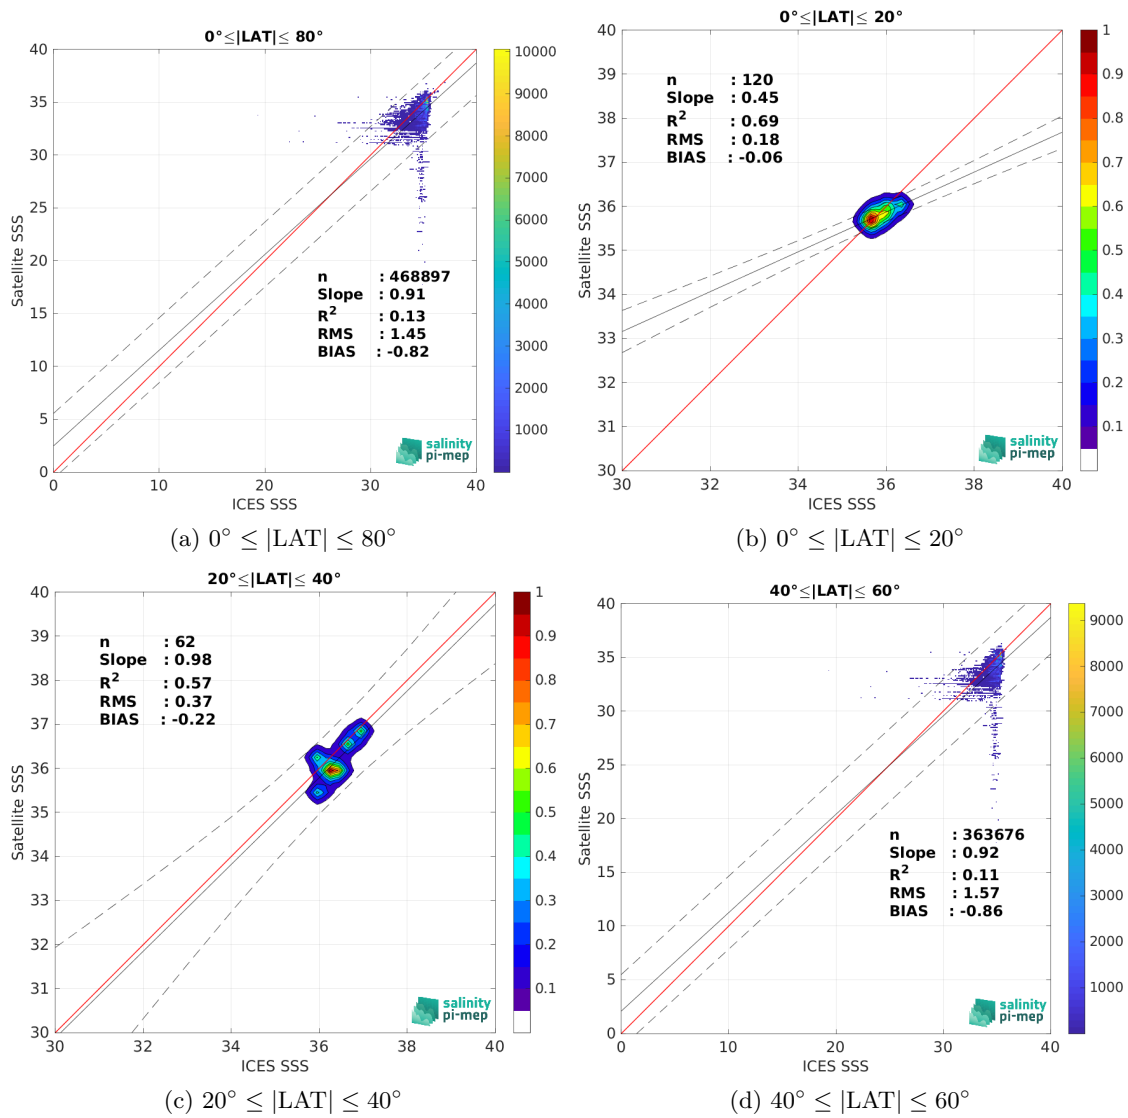 0°≤|LAT|≤ 80°
40
35
30
25
20
15
10
5
0
0
10
20
30
40
Satellite SSS
ICES SSS
n : 468897
Slope : 0.91
R² : 0.13
RMS : 1.45
BIAS : -0.82
salinity
pi-mep
10000
9000
8000
7000
6000
5000
4000
3000
2000
1000
(a) 0° ≤ |LAT| ≤ 80°
0°≤|LAT|≤ 20°
40
39
38
37
36
35
34
33
32
31
30
30
32
34
36
38
40
Satellite SSS
ICES SSS
n : 120
Slope : 0.45
R² : 0.69
RMS : 0.18
BIAS : -0.06
salinity
pi-mep
1
0.9
0.8
0.7
0.6
0.5
0.4
0.3
0.2
0.1
(b) 0° ≤ |LAT| ≤ 20°
20°≤|LAT|≤ 40°
40
39
38
37
36
35
34
33
32
31
30
30
32
34
36
38
40
Satellite SSS
ICES SSS
n : 62
Slope : 0.98
R² : 0.57
RMS : 0.37
BIAS : -0.22
salinity
pi-mep
1
0.9
0.8
0.7
0.6
0.5
0.4
0.3
0.2
0.1
(c) 20° ≤ |LAT| ≤ 40°
40°≤|LAT|≤ 60°
40
35
30
25
20
15
10
5
0
0
10
20
30
40
Satellite SSS
ICES SSS
n : 363676
Slope : 0.92
R² : 0.11
RMS : 1.57
BIAS : -0.86
salinity
pi-mep
9000
8000
7000
6000
5000
4000
3000
2000
1000
(d) 40° ≤ |LAT| ≤ 60°